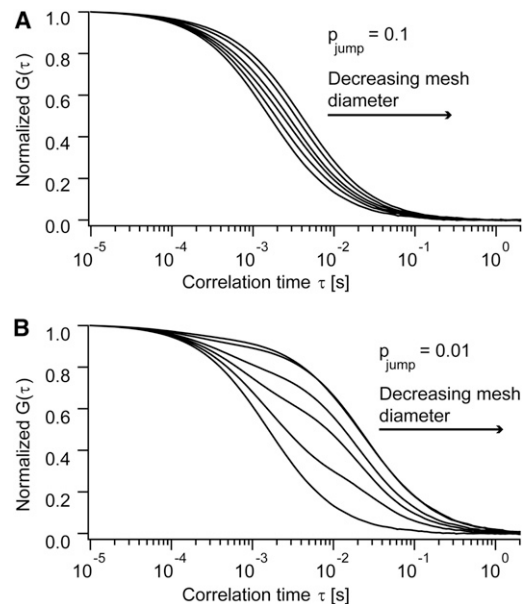 A
p_jump = 0.1
Decreasing mesh
diameter
Normalized G(τ)
1.0
0.8
0.6
0.4
0.2
0.0
10^-5
10^-4
10^-3
10^-2
10^-1
10^0
Correlation time τ [s]
B
p_jump = 0.01
Decreasing mesh
diameter
Normalized G(τ)
1.0
0.8
0.6
0.4
0.2
0.0
10^-5
10^-4
10^-3
10^-2
10^-1
10^0
Correlation time τ [s]